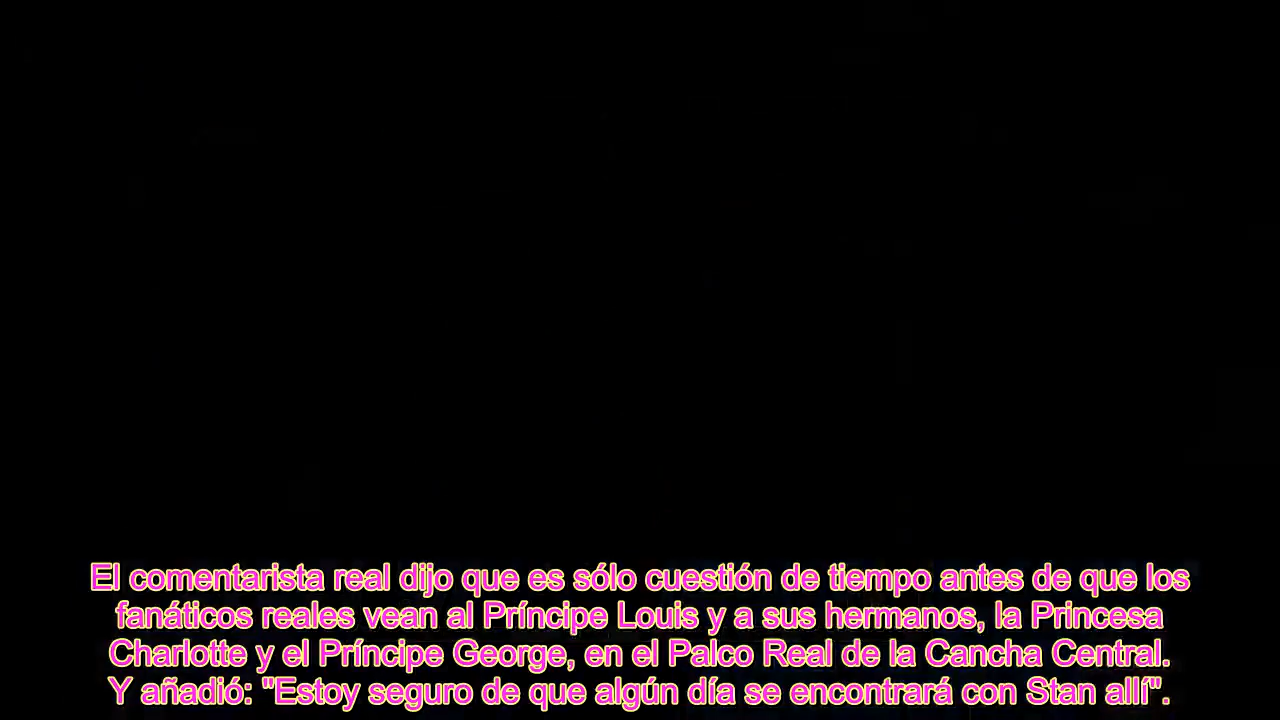 El comentarista real dijo que es sólo cuestión de tiempo antes de que los
fanáticos reales vean al Príncipe Louis y a sus hermanos, la Princesa
Charlotte y el Príncipe George, en el Palco Real de la Cancha Central.
Y añadió: "Estoy seguro de que algún día se encontrará con Stan allí".